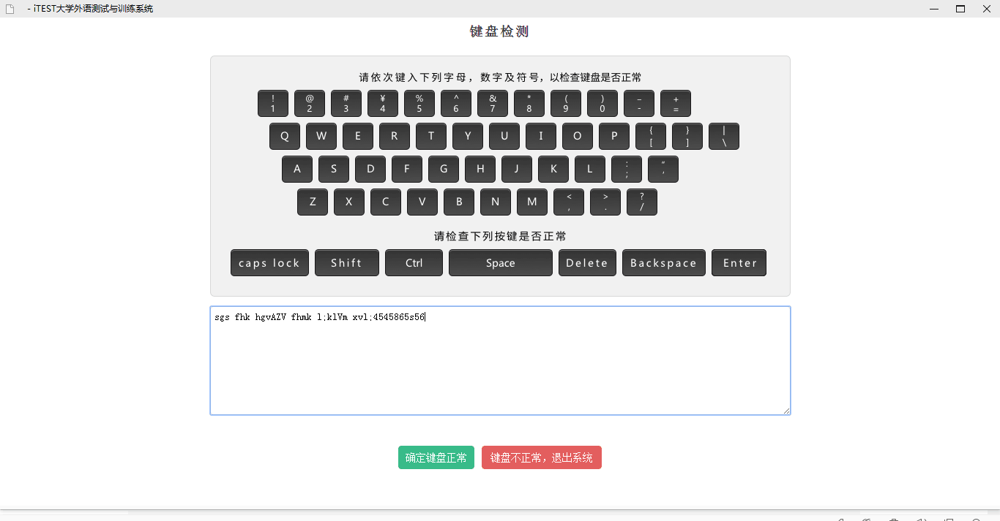 - iTEST大学外语测试与训练系统
键盘检测
请依次键入下列字母，数字及符号，以检查键盘是否正常
! @ # ¥ % ^ & * ( ) _ +
1 2 3 4 5 6 7 8 9 0 - =
Q W E R T Y U I O P { } |
[ ] \
A S D F G H J K L : "
; '
Z X C V B N M < > ?
, . /
请检查下列按键是否正常
caps lock Shift Ctrl Space Delete Backspace Enter
sgs fhk hgvAZV fhmk l;klVm xvl;4545865s56
确定键盘正常 键盘不正常，退出系统